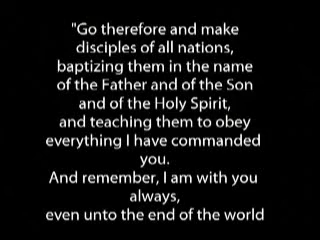 "Go therefore and make
disciples of all nations,
baptizing them in the name
of the Father and of the Son
and of the Holy Spirit,
and teaching them to obey
everything I have commanded
you.
And remember, I am with you
always,
even unto the end of the world